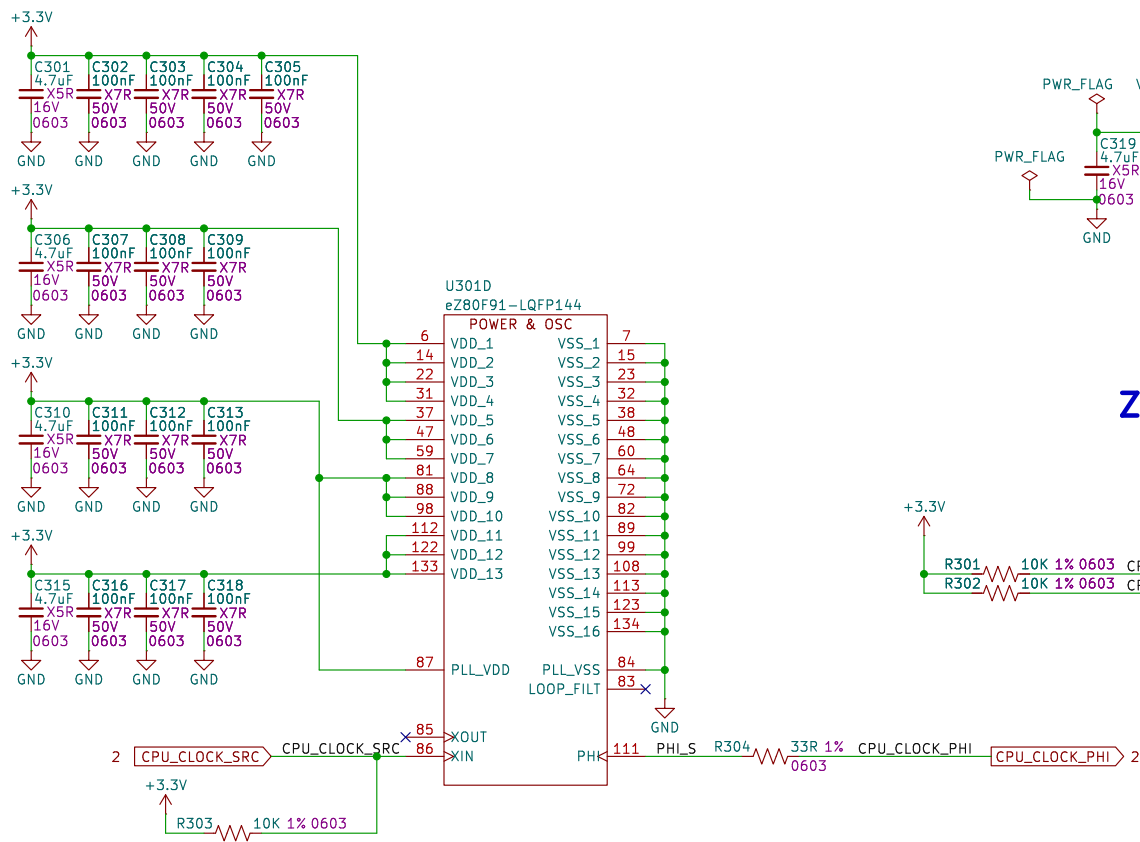 +3.3V
C301 C302 C303 C304 C305
4.7uF 100nF 100nF 100nF 100nF
X5R X7R X7R X7R X7R
16V 50V 50V 50V 50V
0603 0603 0603 0603 0603
GND GND GND GND GND
PWR_FLAG
C319
4.7uF
PWR_FLAG
X5R
16V
0603
GND
+3.3V
C306 C307 C308 C309
4.7uF 100nF 100nF 100nF
X5R X7R X7R X7R
16V 50V 50V 50V
0603 0603 0603 0603
GND GND GND GND
+3.3V
C310 C311 C312 C313
4.7uF 100nF 100nF 100nF
X5R X7R X7R X7R
16V 50V 50V 50V
0603 0603 0603 0603
GND GND GND GND
+3.3V
C315 C316 C317 C318
4.7uF 100nF 100nF 100nF
X5R X7R X7R X7R
16V 50V 50V 50V
0603 0603 0603 0603
GND GND GND GND
U301D
eZ80F91-LQFP144
POWER & OSC
6 VDD_1 VSS_1 7
14 VDD_2 VSS_2 15
22 VDD_3 VSS_3 23
31 VDD_4 VSS_4 32
37 VDD_5 VSS_5 38
47 VDD_6 VSS_6 48
59 VDD_7 VSS_7 60
81 VDD_8 VSS_8 64
88 VDD_9 VSS_9 72
98 VDD_10 VSS_10 82
112 VDD_11 VSS_11 89
122 VDD_12 VSS_12 99
133 VDD_13 VSS_13 108
VSS_14 113
VSS_15 123
VSS_16 134
87 PLL_VDD PLL_VSS 84
LOOP_FILT 83
GND
85 XOUT
86 XIN PHI 111
2 CPU_CLOCK_SRC CPU_CLOCK_SRC
PHI_S R304 33R 1% 0603 CPU_CLOCK_PHI CPU_CLOCK_PHI 2
+3.3V
R303 10K 1% 0603
Z
+3.3V
R301 10K 1% 0603
R302 10K 1% 0603